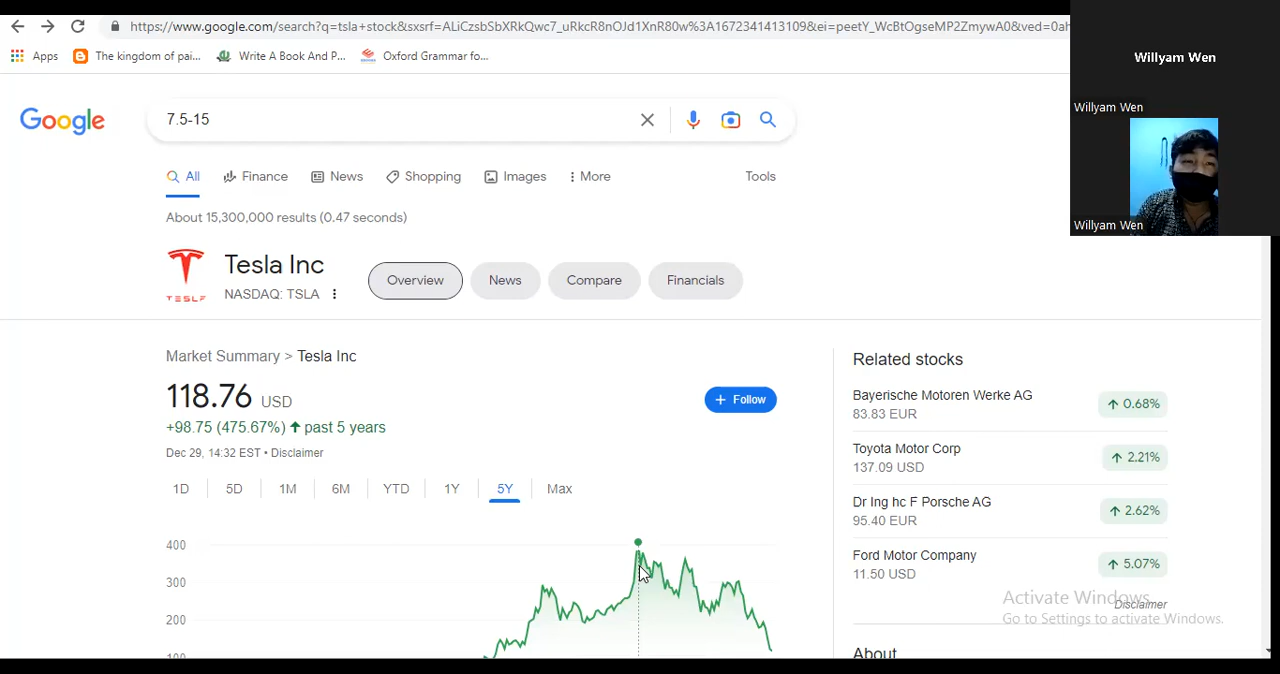 https://www.google.com/search?q=tsla+stock&sxsrf=ALiCzsbSbXRkQwc7_uRkcR8nOJd1XnR80w%3A1672341413109&ei=peetY_WcBtOgseMP2ZmywA0&ved=0ah
Apps
The kingdom of pai...
Write A Book And P...
Oxford Grammar fo...
Willyam Wen
Willyam Wen
Willyam Wen
Google
7.5-15
All
Finance
News
Shopping
Images
More
Tools
About 15,300,000 results (0.47 seconds)
TESLA
Tesla Inc
NASDAQ: TSLA
Overview
News
Compare
Financials
Market Summary > Tesla Inc
118.76 USD
+98.75 (475.67%) ↑ past 5 years
Dec 29, 14:32 EST • Disclaimer
+ Follow
1D
5D
1M
6M
YTD
1Y
5Y
Max
400
300
200
100
Related stocks
Bayerische Motoren Werke AG
83.83 EUR
↑ 0.68%
Toyota Motor Corp
137.09 USD
↑ 2.21%
Dr Ing hc F Porsche AG
95.40 EUR
↑ 2.62%
Ford Motor Company
11.50 USD
↑ 5.07%
Disclaimer
Activate Windows
Go to Settings to activate Windows.
About